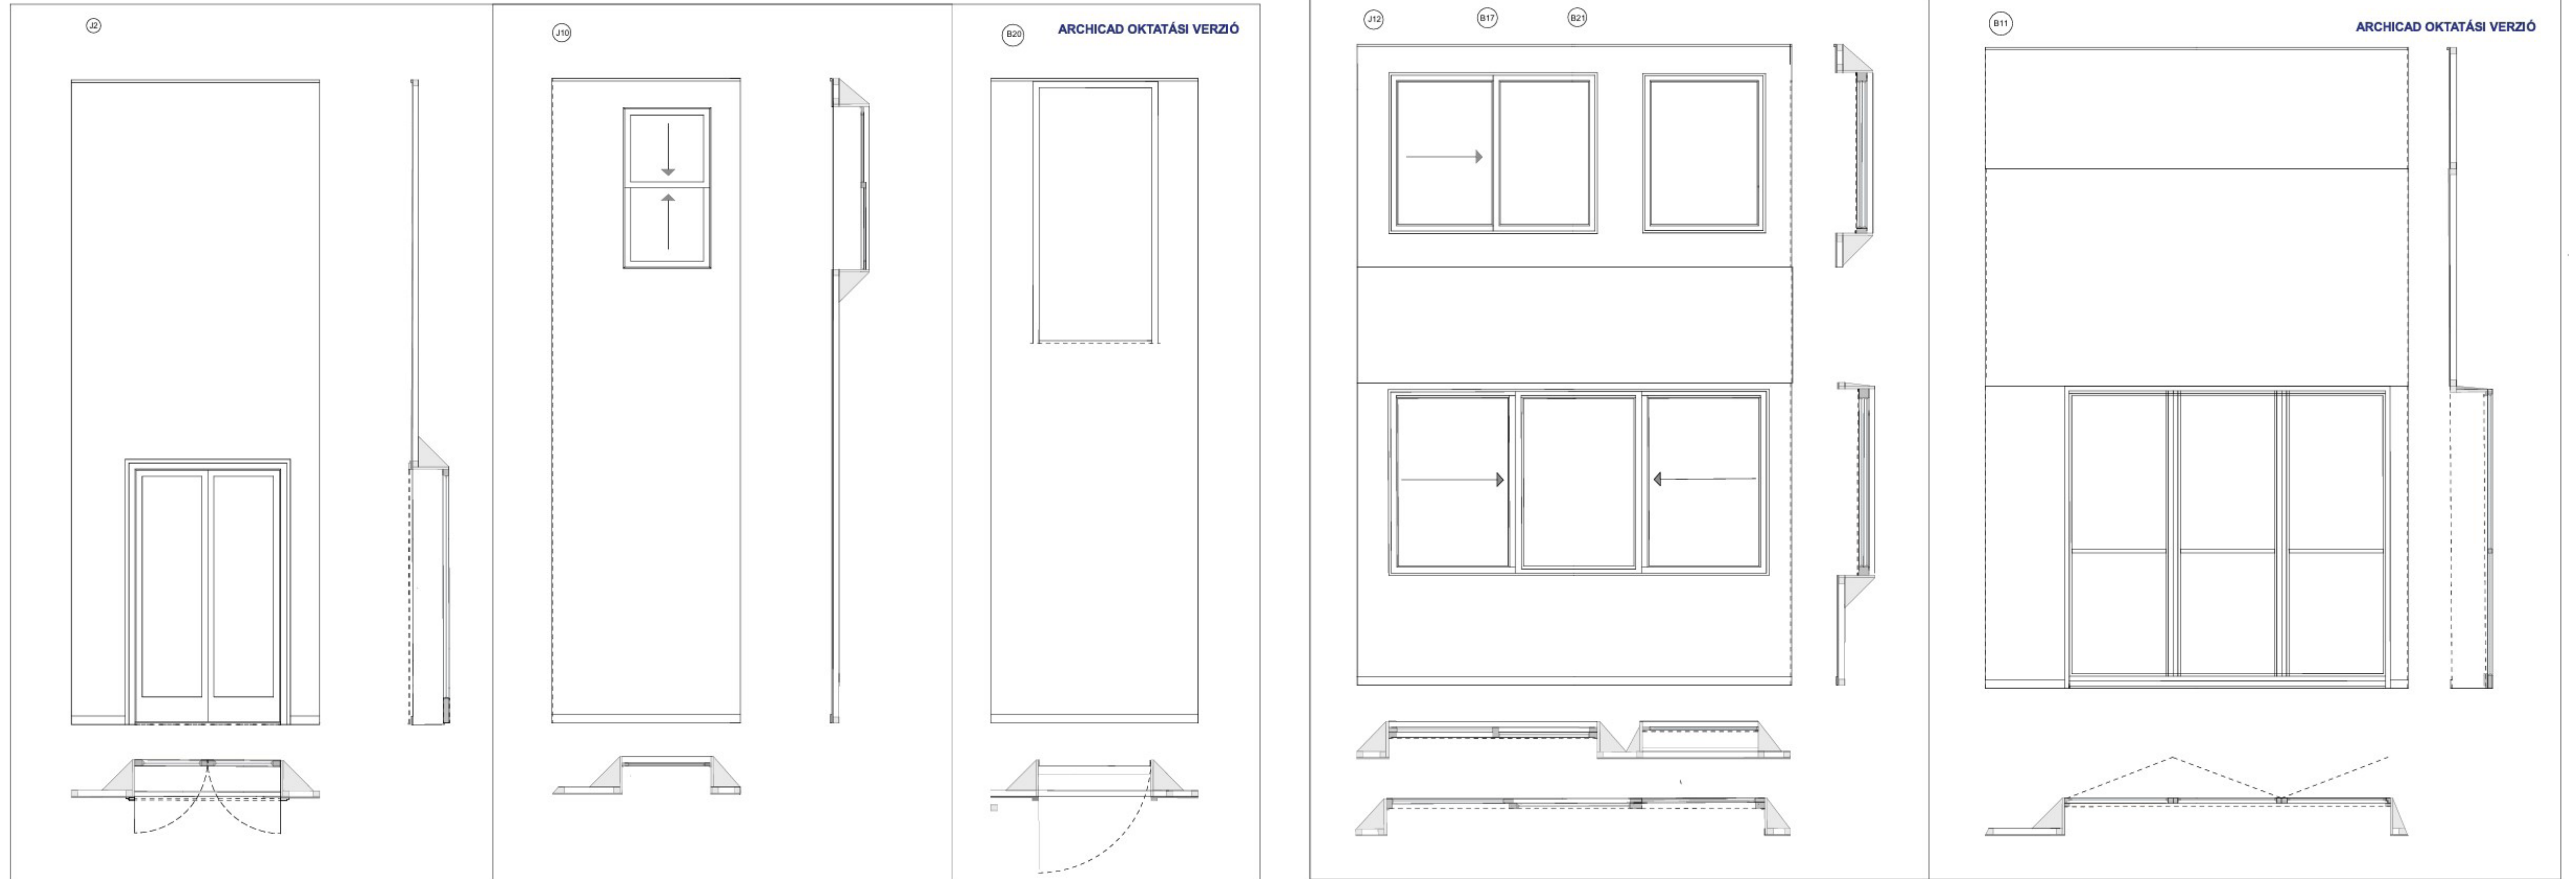 J2
J10
B20
ARCHICAD OKTATÁSI VERZIÓ
J12
B17
B21
B11
ARCHICAD OKTATÁSI VERZIÓ